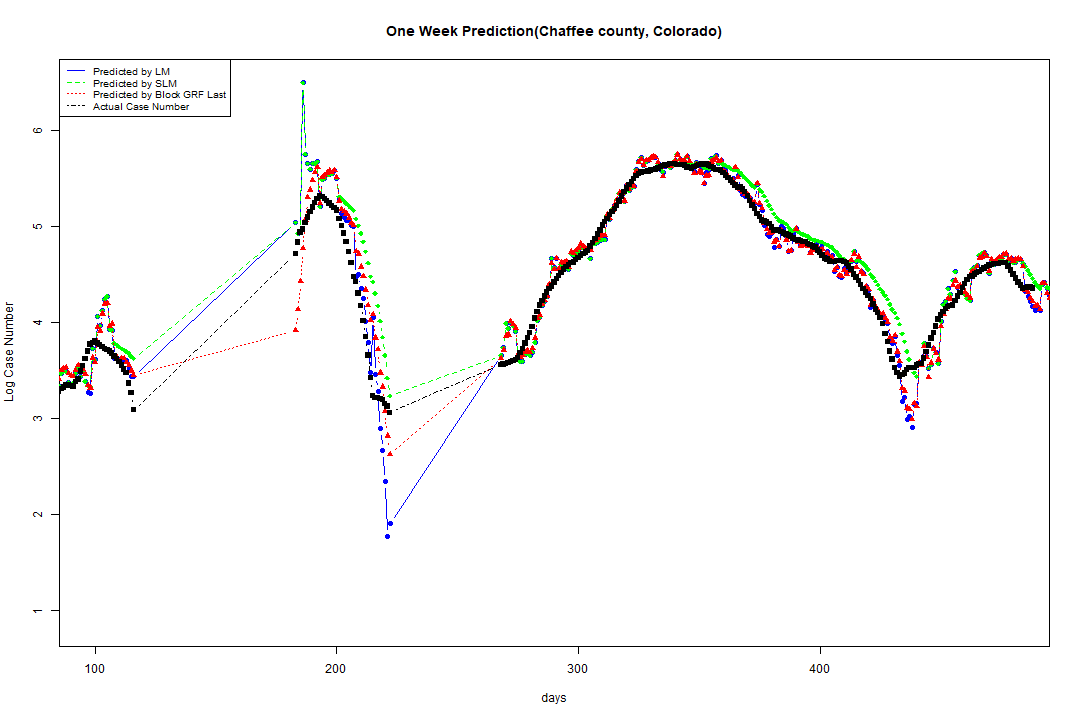 One Week Prediction(Chaffee county, Colorado)
Predicted by LM
Predicted by SLM
Predicted by Block GRF Last
Actual Case Number
Log Case Number
6
5
4
3
2
1
100 200 300 400
days